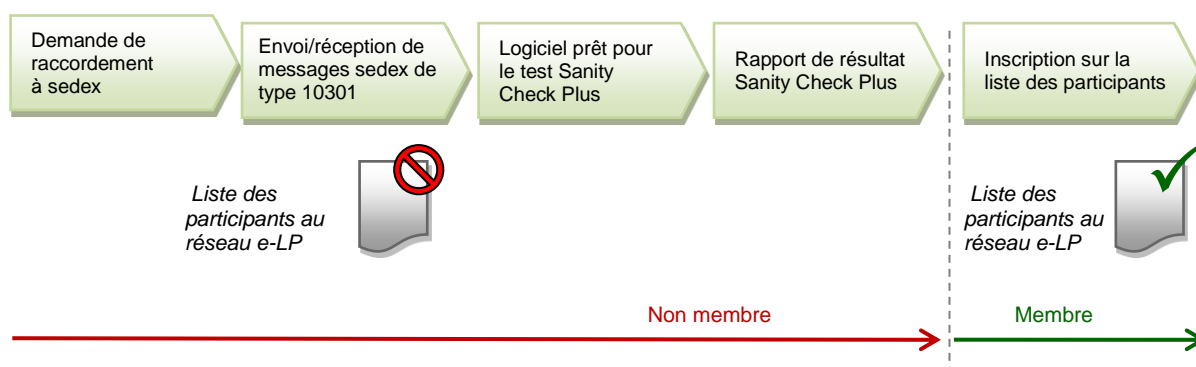 Demande de
raccordement
à sedex
Envoi/réception de
messages sedex de
type 10301
Logiciel prêt pour
le test Sanity
Check Plus
Rapport de résultat
Sanity Check Plus
Inscription sur la
liste des participants
Liste des
participants au
réseau e-LP
Liste des
participants au
réseau e-LP
Non membre
Membre